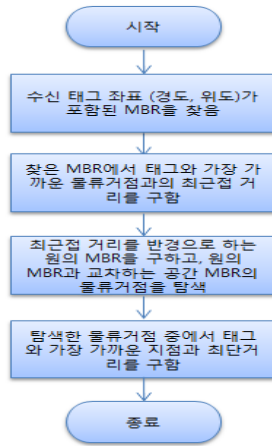 시작
수신 태그 좌표 (경도, 위도)가
포함된 MBR을 찾음
찾은 MBR에서 태그와 가장 가
까운 물류거점과의 최근접 거
리를 구함
최근접 거리를 반경으로 하는
원의 MBR을 구하고, 원의
MBR과 교차하는 공간 MBR의
물류거점을 탐색
탐색한 물류거점 중에서 태그
와 가장 가까운 지점과 최단거
리를 구함
종료